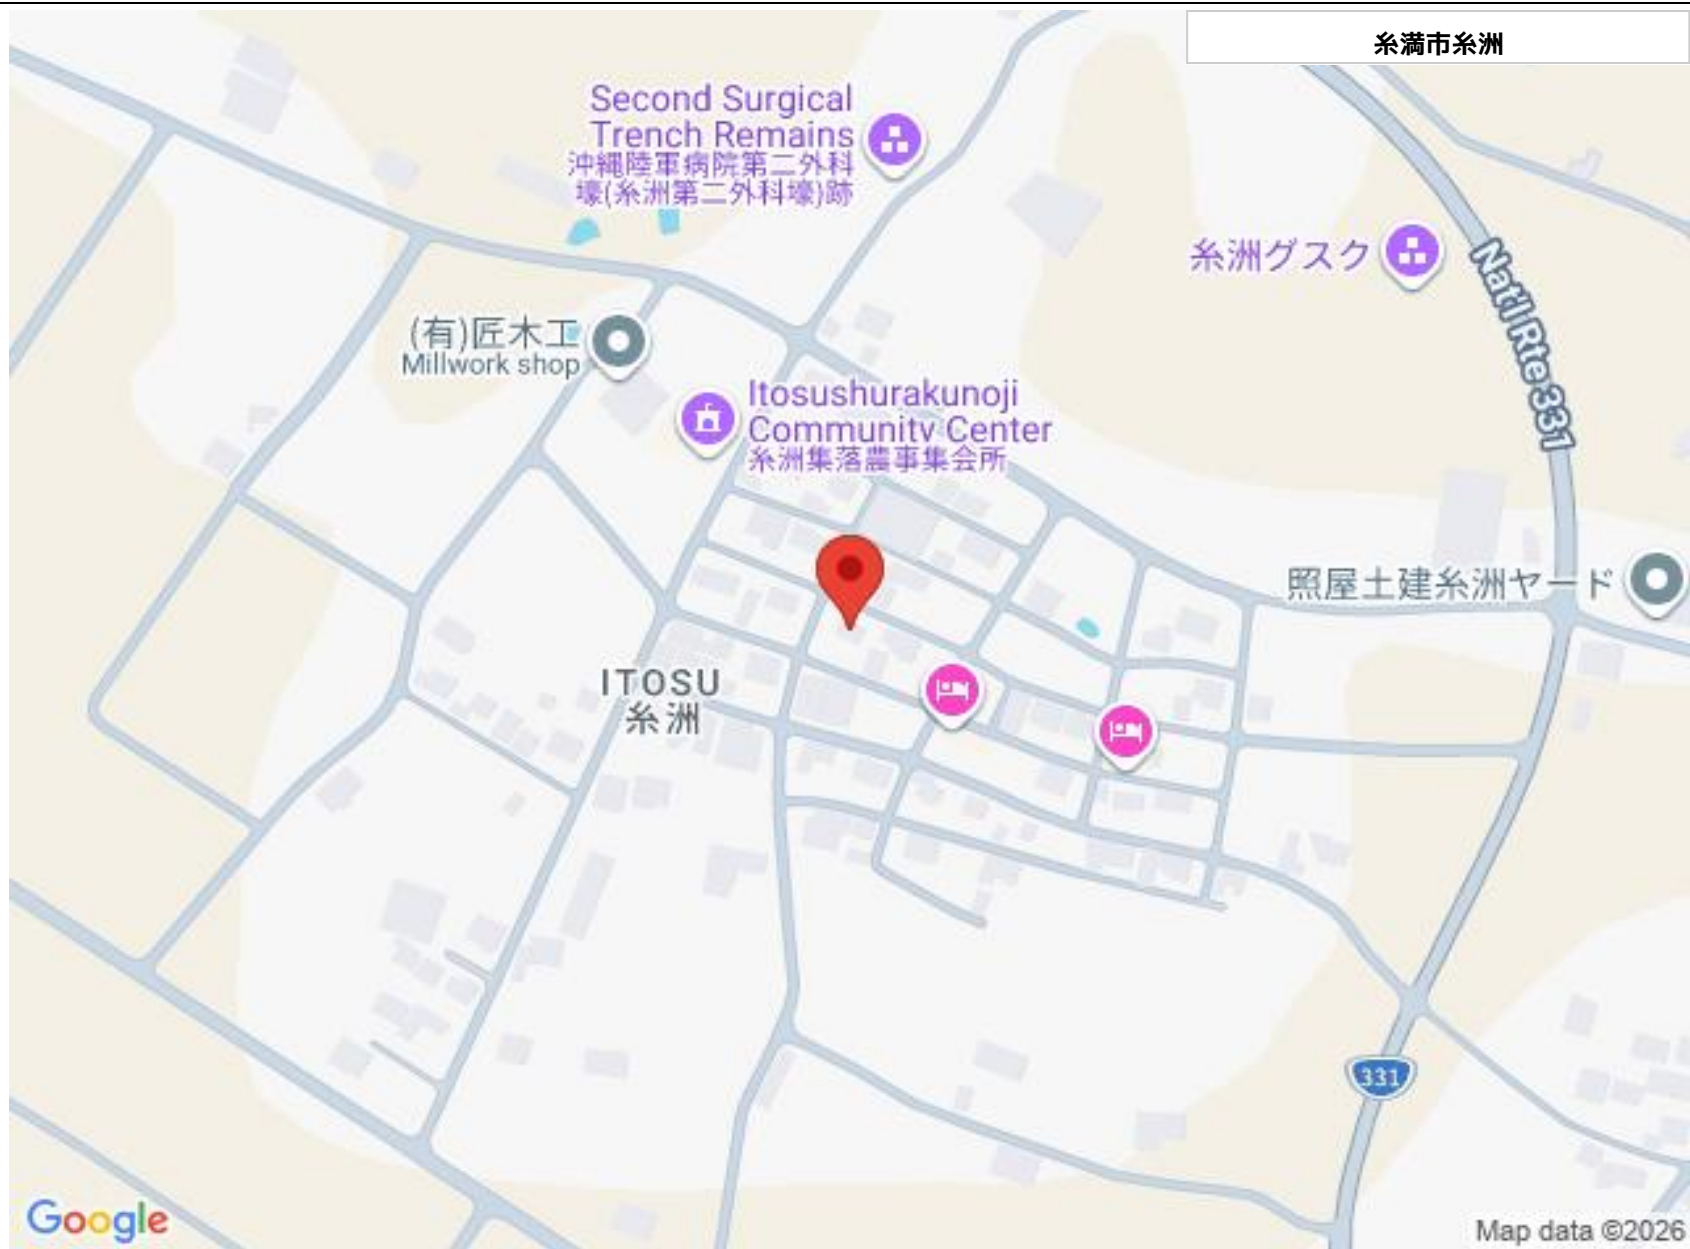 糸満市糸洲
Second Surgical
Trench Remains
沖縄陸軍病院第二外科
壕(糸洲第二外科壕)跡
糸洲グスク
Nat'l Rte 331
(有)匠木工
Millwork shop
Itosushurakunoji
Community Center
糸洲集落農事集会所
照屋土建糸洲ヤード
ITOSU
糸洲
331
Google
Map data ©2026